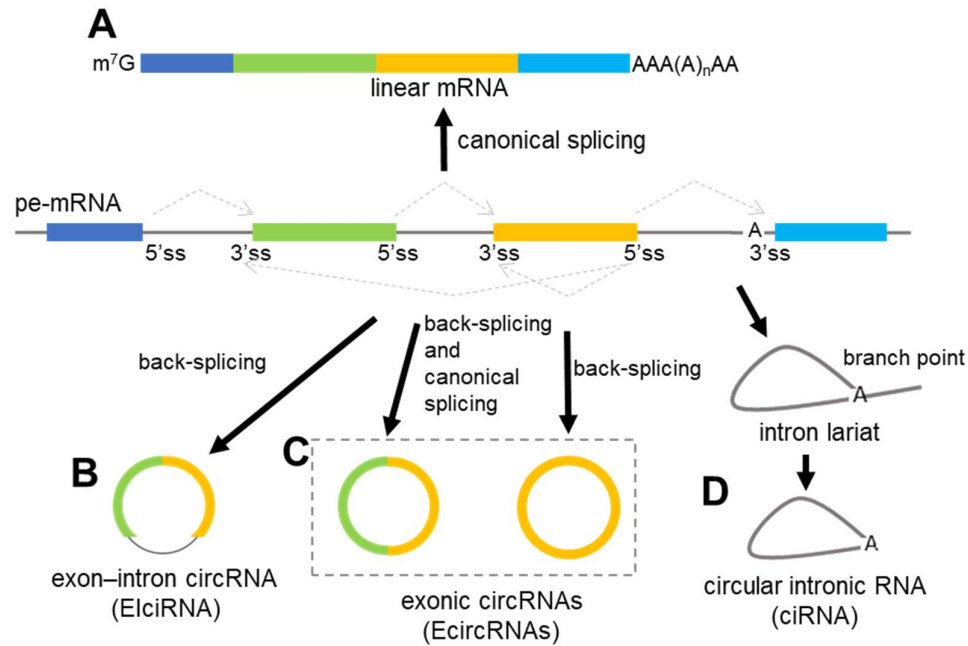 A
m⁷G
AAA(A)ₙAA
linear mRNA
canonical splicing
pe-mRNA
A
5'ss
3'ss
5'ss
3'ss
5'ss
3'ss
back-splicing
back-splicing
and
canonical
splicing
back-splicing
branch point
A
intron lariat
B
C
D
A
exon–intron circRNA
(EIciRNA)
exonic circRNAs
(EcircRNAs)
circular intronic RNA
(ciRNA)